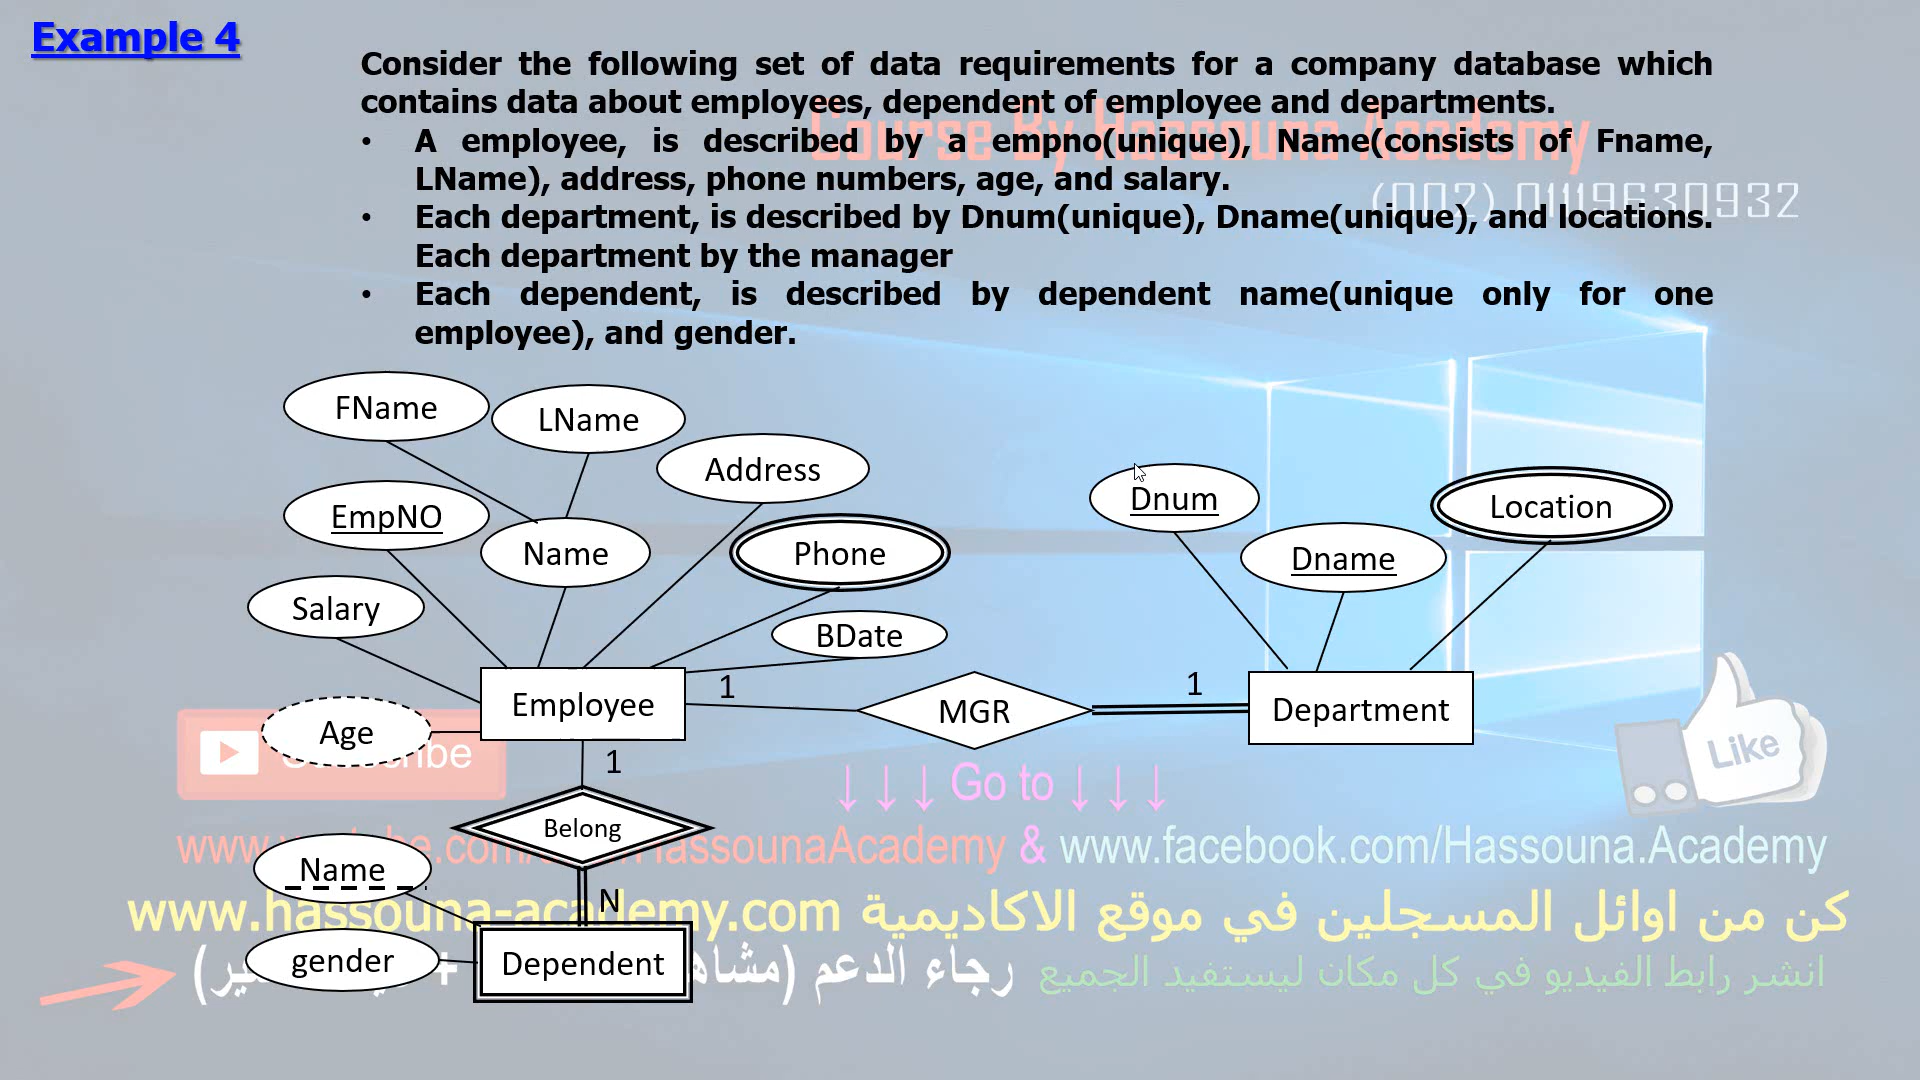 Example 4
Consider the following set of data requirements for a company database which
contains data about employees, dependent of employee and departments.
Course By Hassouna Academy
• A employee, is described by a empno(unique), Name(consists of Fname,
LName), address, phone numbers, age, and salary.
(002) 01119630932
• Each department, is described by Dnum(unique), Dname(unique), and locations.
Each department by the manager
• Each dependent, is described by dependent name(unique only for one
employee), and gender.
FName
LName
Address
EmpNO
Name
Phone
Dnum
Dname
Location
Salary
BDate
Employee
1
MGR
1
Department
Age
1
Like
↓ ↓ ↓ Go to ↓ ↓ ↓
Belong
& www.facebook.com/Hassouna.Academy
Name
N
www.hassouna-academy.com كن من اوائل المسجلين في موقع الاكاديمية
gender
Dependent
رجاء الدعم
انشر رابط الفيديو في كل مكان ليستفيد الجميع